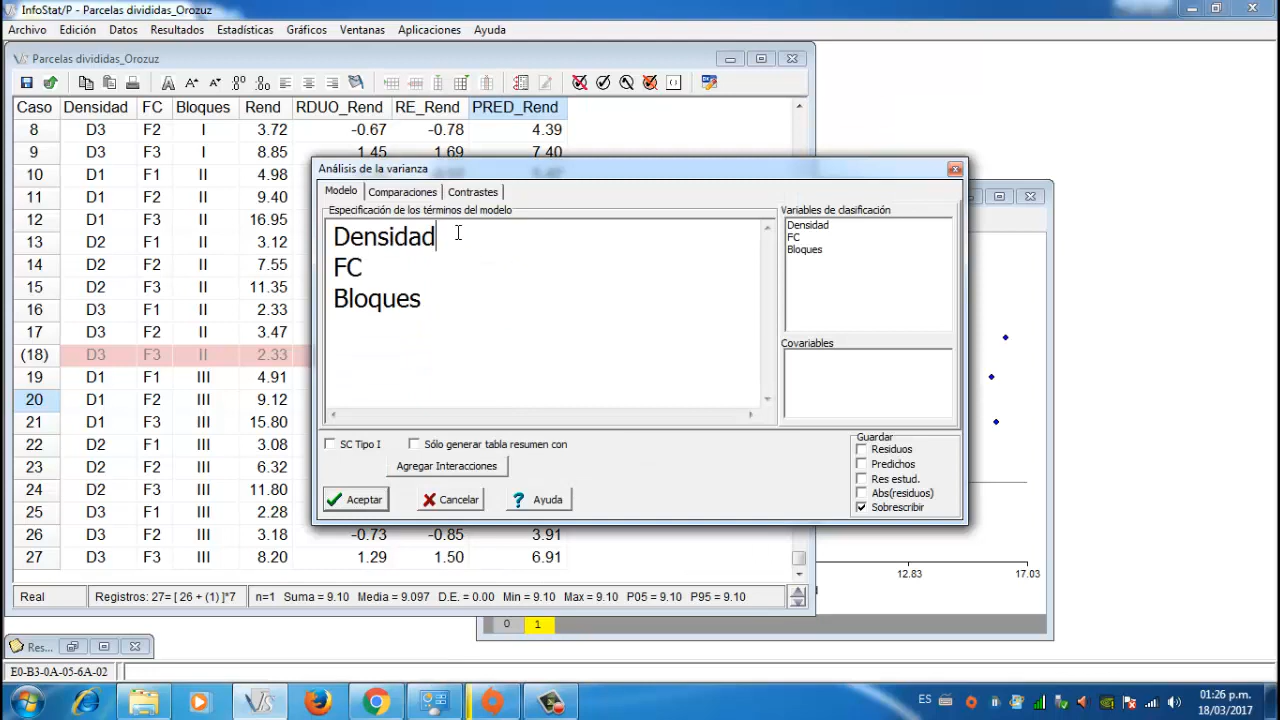 InfoStat/P - Parcelas divididas_Orozuz
Archivo Edición Datos Resultados Estadísticas Gráficos Ventanas Aplicaciones Ayuda
Parcelas divididas_Orozuz
Caso Densidad FC Bloques Rend RDUO_Rend RE_Rend PRED_Rend
8 D3 F2 I 3.72 -0.67 -0.78 4.39
9 D3 F3 I 8.85 1.45 1.69 7.40
10 D1 F1 II 4.98
11 D1 F2 II 9.40
12 D1 F3 II 16.95
13 D2 F1 II 3.12
14 D2 F2 II 7.55
15 D2 F3 II 11.35
16 D3 F1 II 2.33
17 D3 F2 II 3.47
(18) D3 F3 II 2.33
19 D1 F1 III 4.91
20 D1 F2 III 9.12
21 D1 F3 III 15.80
22 D2 F1 III 3.08
23 D2 F2 III 6.32
24 D2 F3 III 11.80
25 D3 F1 III 2.28
26 D3 F2 III 3.18 -0.73 -0.85 3.91
27 D3 F3 III 8.20 1.29 1.50 6.91
Real Registros: 27= [ 26 + (1) ]*7 n=1 Suma = 9.10 Media = 9.097 D.E. = 0.00 Min = 9.10 Max = 9.10 P05 = 9.10 P95 = 9.10
Análisis de la varianza
Modelo Comparaciones Contrastes
Especificación de los términos del modelo
Densidad
FC
Bloques
Variables de clasificación
Densidad
FC
Bloques
Covariables
SC Tipo I Sólo generar tabla resumen con
Agregar Interacciones
Aceptar Cancelar Ayuda
Guardar
Residuos
Predichos
Res estud.
Abs(residuos)
Sobrescribir
12.83 17.03
0 1
Res...
E0-B3-0A-05-6A-02
ES
01:26 p.m.
18/03/2017